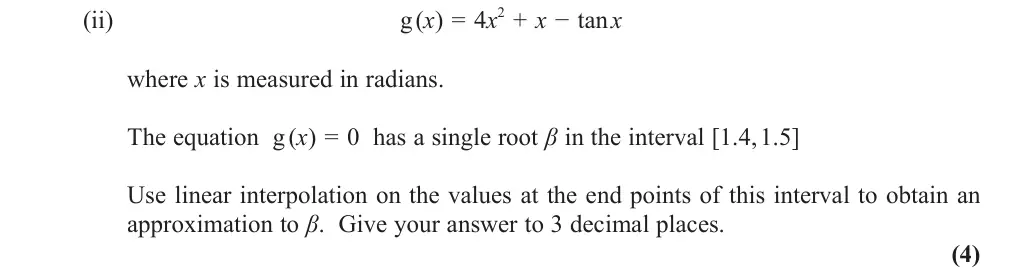 (ii) g(x) = 4x² + x − tan x
where x is measured in radians.
The equation g(x) = 0 has a single root β in the interval [1.4, 1.5]
Use linear interpolation on the values at the end points of this interval to obtain an
approximation to β. Give your answer to 3 decimal places.
(4)